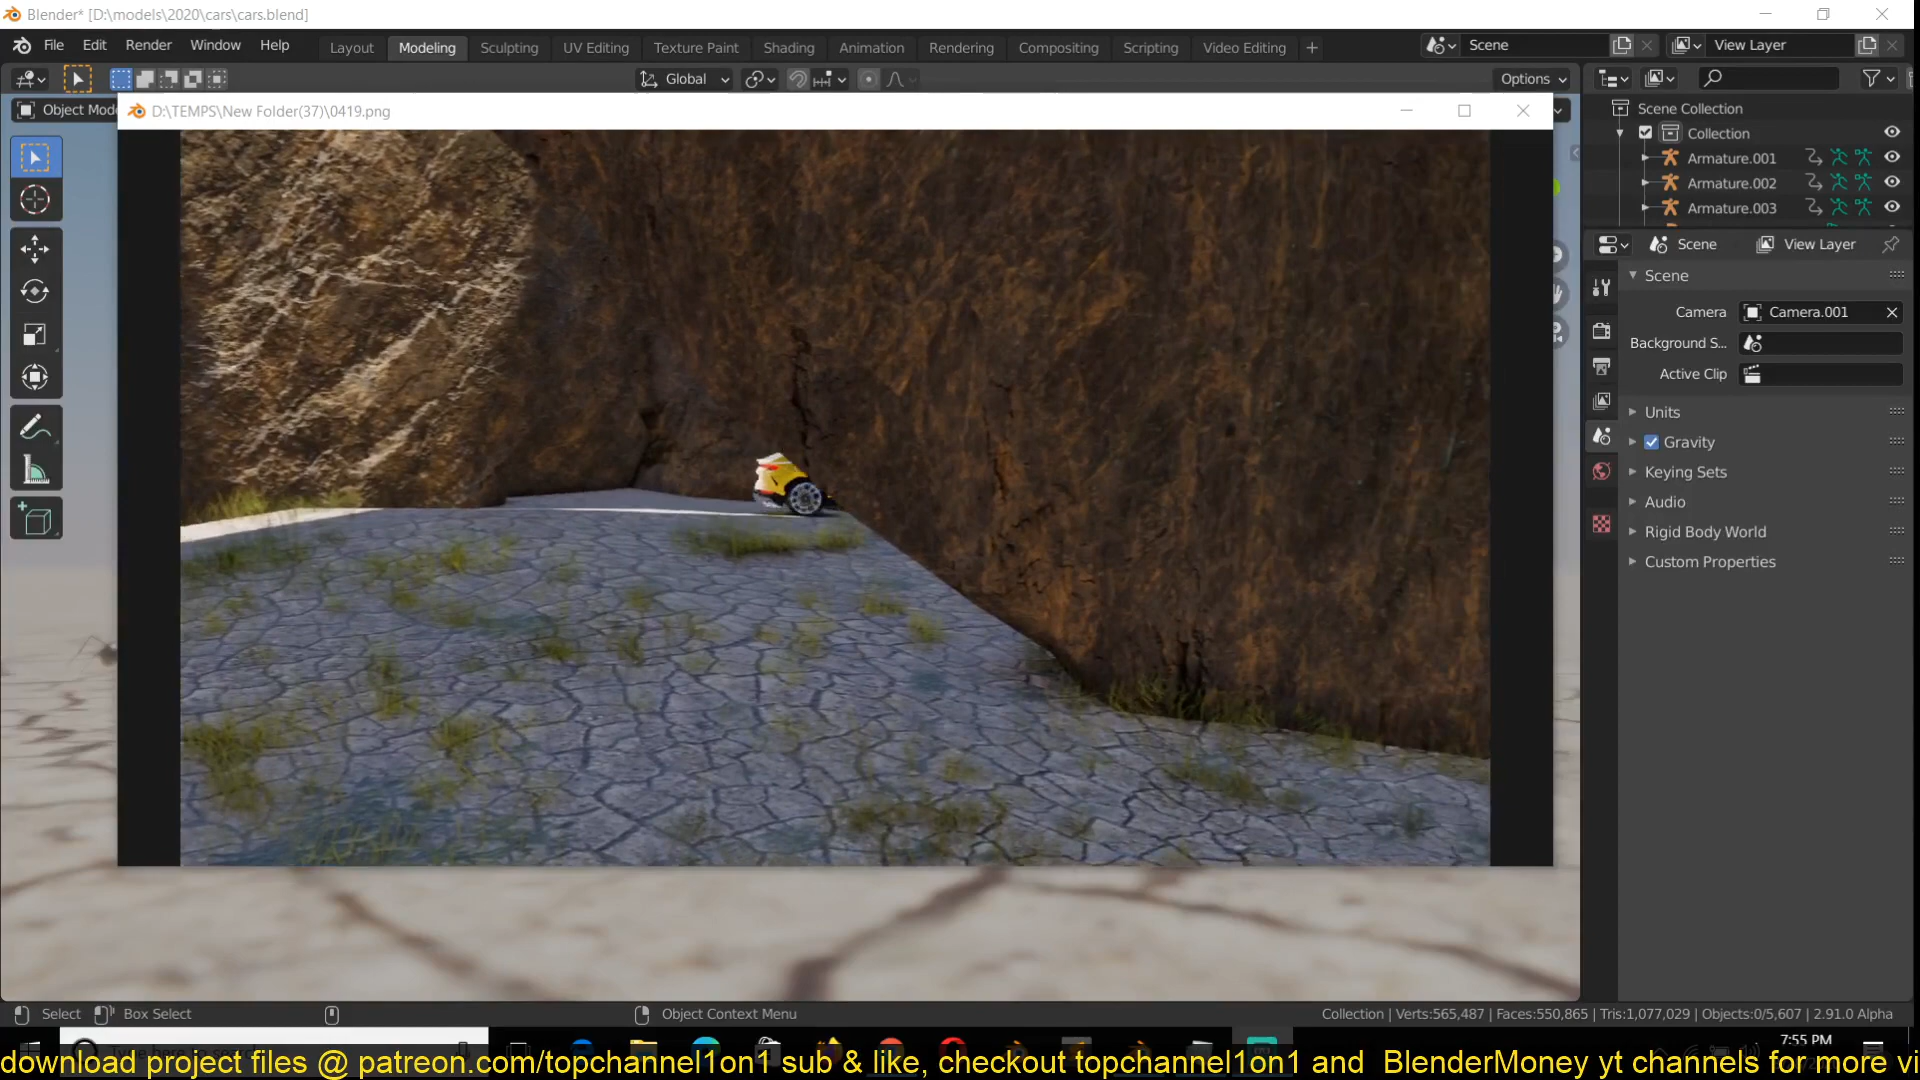 Blender* [D:\models\2020\cars\cars.blend]
File Edit Render Window Help
Layout Modeling Sculpting UV Editing Texture Paint Shading Animation Rendering Compositing Scripting Video Editing +
Scene View Layer
Global Options
Object Mode
D:\TEMPS\New Folder(37)\0419.png
Scene Collection
Collection
Armature.001
Armature.002
Armature.003
Scene View Layer
Scene
Camera Camera.001
Background S...
Active Clip
Units
Gravity
Keying Sets
Audio
Rigid Body World
Custom Properties
Select Box Select Object Context Menu
Collection | Verts:565,487 | Faces:550,865 | Tris:1,077,029 | Objects:0/5,607 | 2.91.0 Alpha
7:55 PM
download project files @ patreon.com/topchannel1on1 sub & like, checkout topchannel1on1 and BlenderMoney yt channels for more vi